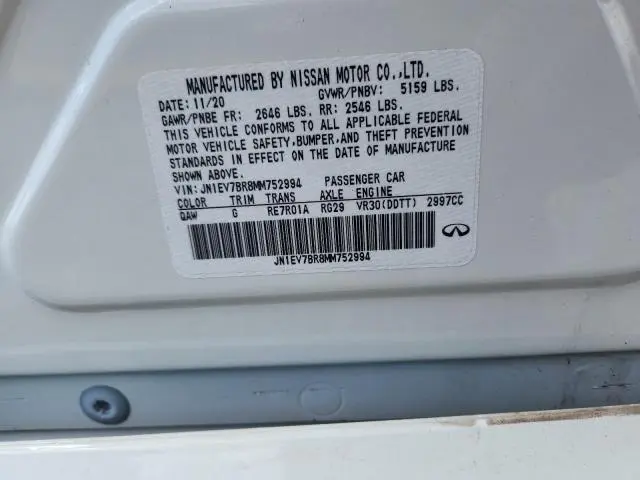 MANUFACTURED BY NISSAN MOTOR CO.,LTD.
DATE: 11/20 GVWR/PNBV: 5159 LBS.
GAWR/PNBE FR: 2646 LBS. RR: 2546 LBS.
THIS VEHICLE CONFORMS TO ALL APPLICABLE FEDERAL
MOTOR VEHICLE SAFETY,BUMPER,AND THEFT PREVENTION
STANDARDS IN EFFECT ON THE DATE OF MANUFACTURE
SHOWN ABOVE.
VIN: JN1EV7BR8MM752994 PASSENGER CAR
COLOR TRIM TRANS AXLE ENGINE
QAW G RE7R01A RG29 VR30(DDTT) 2997CC
JN1EV7BR8MM752994